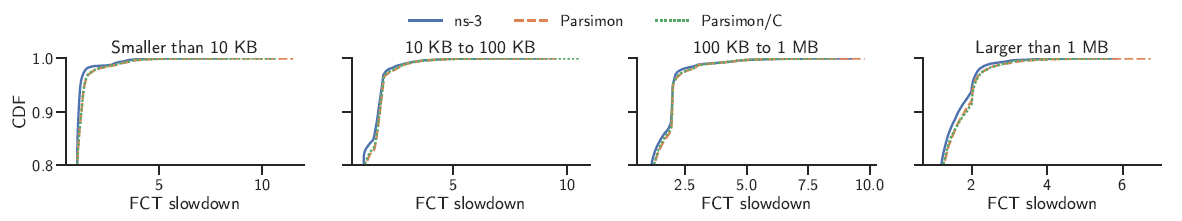 ns-3 Parsimon Parsimon/C
Smaller than 10 KB
10 KB to 100 KB
100 KB to 1 MB
Larger than 1 MB
CDF
1.0
0.9
0.8
5 10
5 10
2.5 5.0 7.5 10.0
2 4 6
FCT slowdown
FCT slowdown
FCT slowdown
FCT slowdown